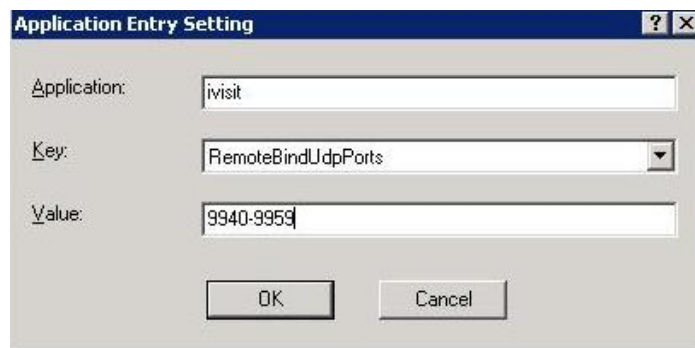 Application Entry Setting
Application: ivisit
Key: RemoteBindUdpPorts
Value: 9940-9959
OK Cancel